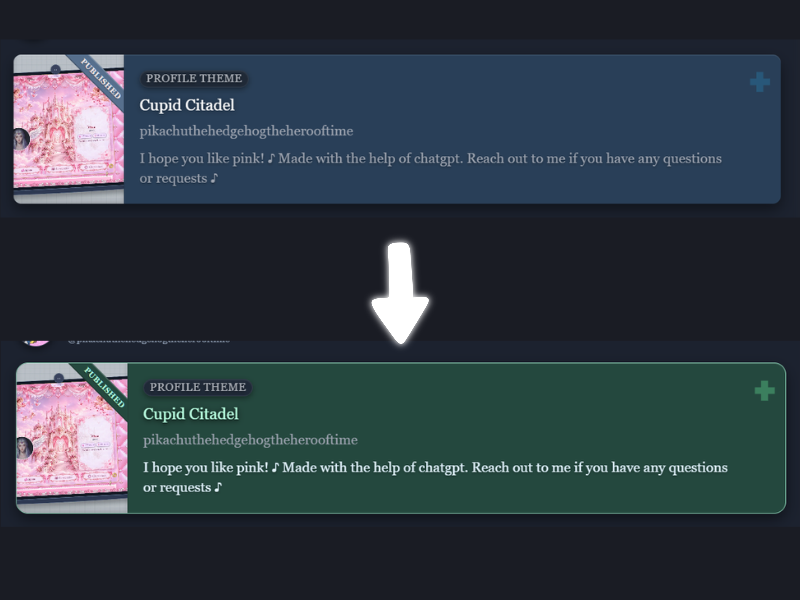 PUBLISHED
PROFILE THEME
Cupid Citadel
pikachuthehedgehogtheherooftime
I hope you like pink! ♪ Made with the help of chatgpt. Reach out to me if you have any questions
or requests ♪
PUBLISHED
PROFILE THEME
Cupid Citadel
pikachuthehedgehogtheherooftime
I hope you like pink! ♪ Made with the help of chatgpt. Reach out to me if you have any questions
or requests ♪